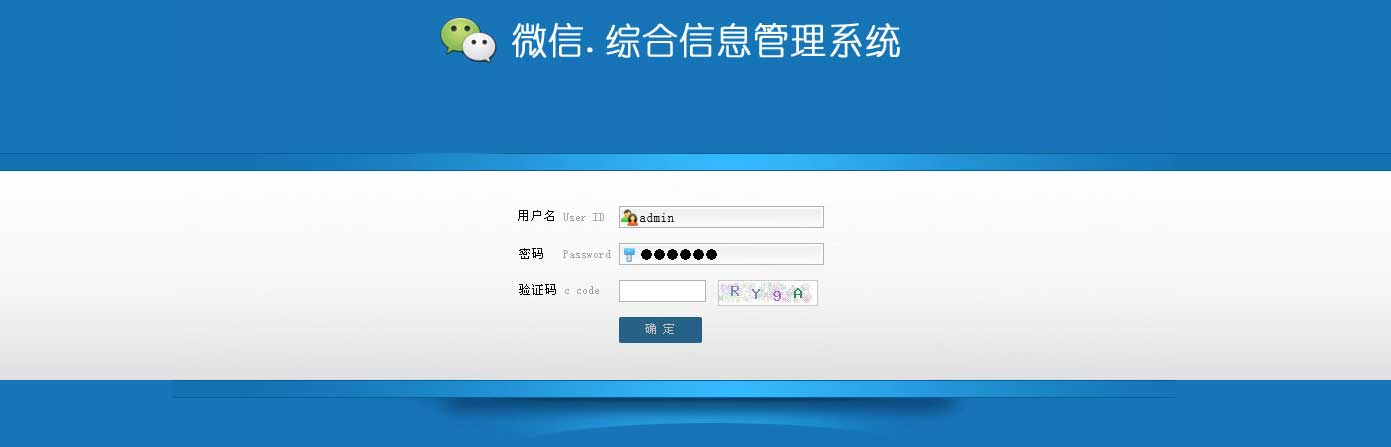 微信.综合信息管理系统
用户名 User ID admin
密码 Password ●●●●●●
验证码 c code RY9A
确 定